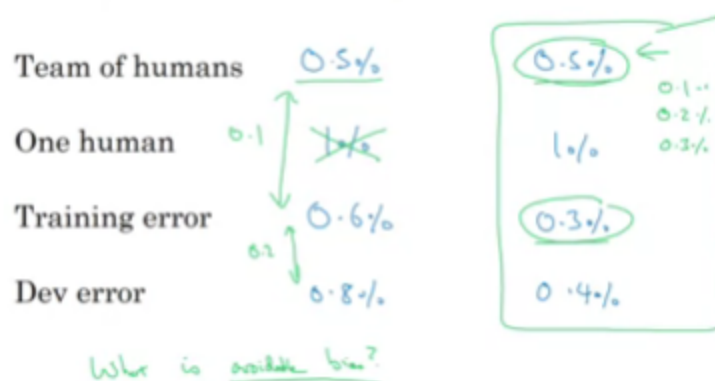 Team of humans 0.5% 0.5%
0.1
0.2%
One human 0.1 1% 1% 0.3%
Training error 0.6% 0.3%
0.2
Dev error 0.8% 0.4%
What is avoidable bias?